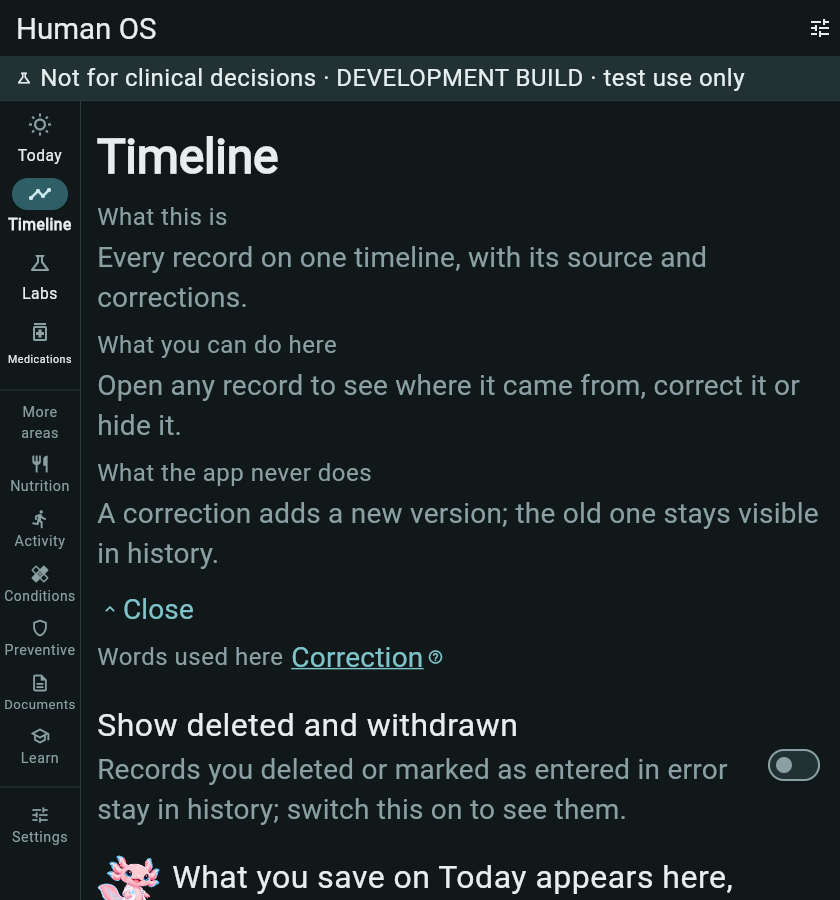 Human OS
Not for clinical decisions · DEVELOPMENT BUILD · test use only
Today
Timeline
Labs
Medications
More
areas
Nutrition
Activity
Conditions
Preventive
Documents
Learn
Settings
Timeline
What this is
Every record on one timeline, with its source and
corrections.
What you can do here
Open any record to see where it came from, correct it or
hide it.
What the app never does
A correction adds a new version; the old one stays visible
in history.
Close
Words used here Correction
Show deleted and withdrawn
Records you deleted or marked as entered in error
stay in history; switch this on to see them.
What you save on Today appears here,